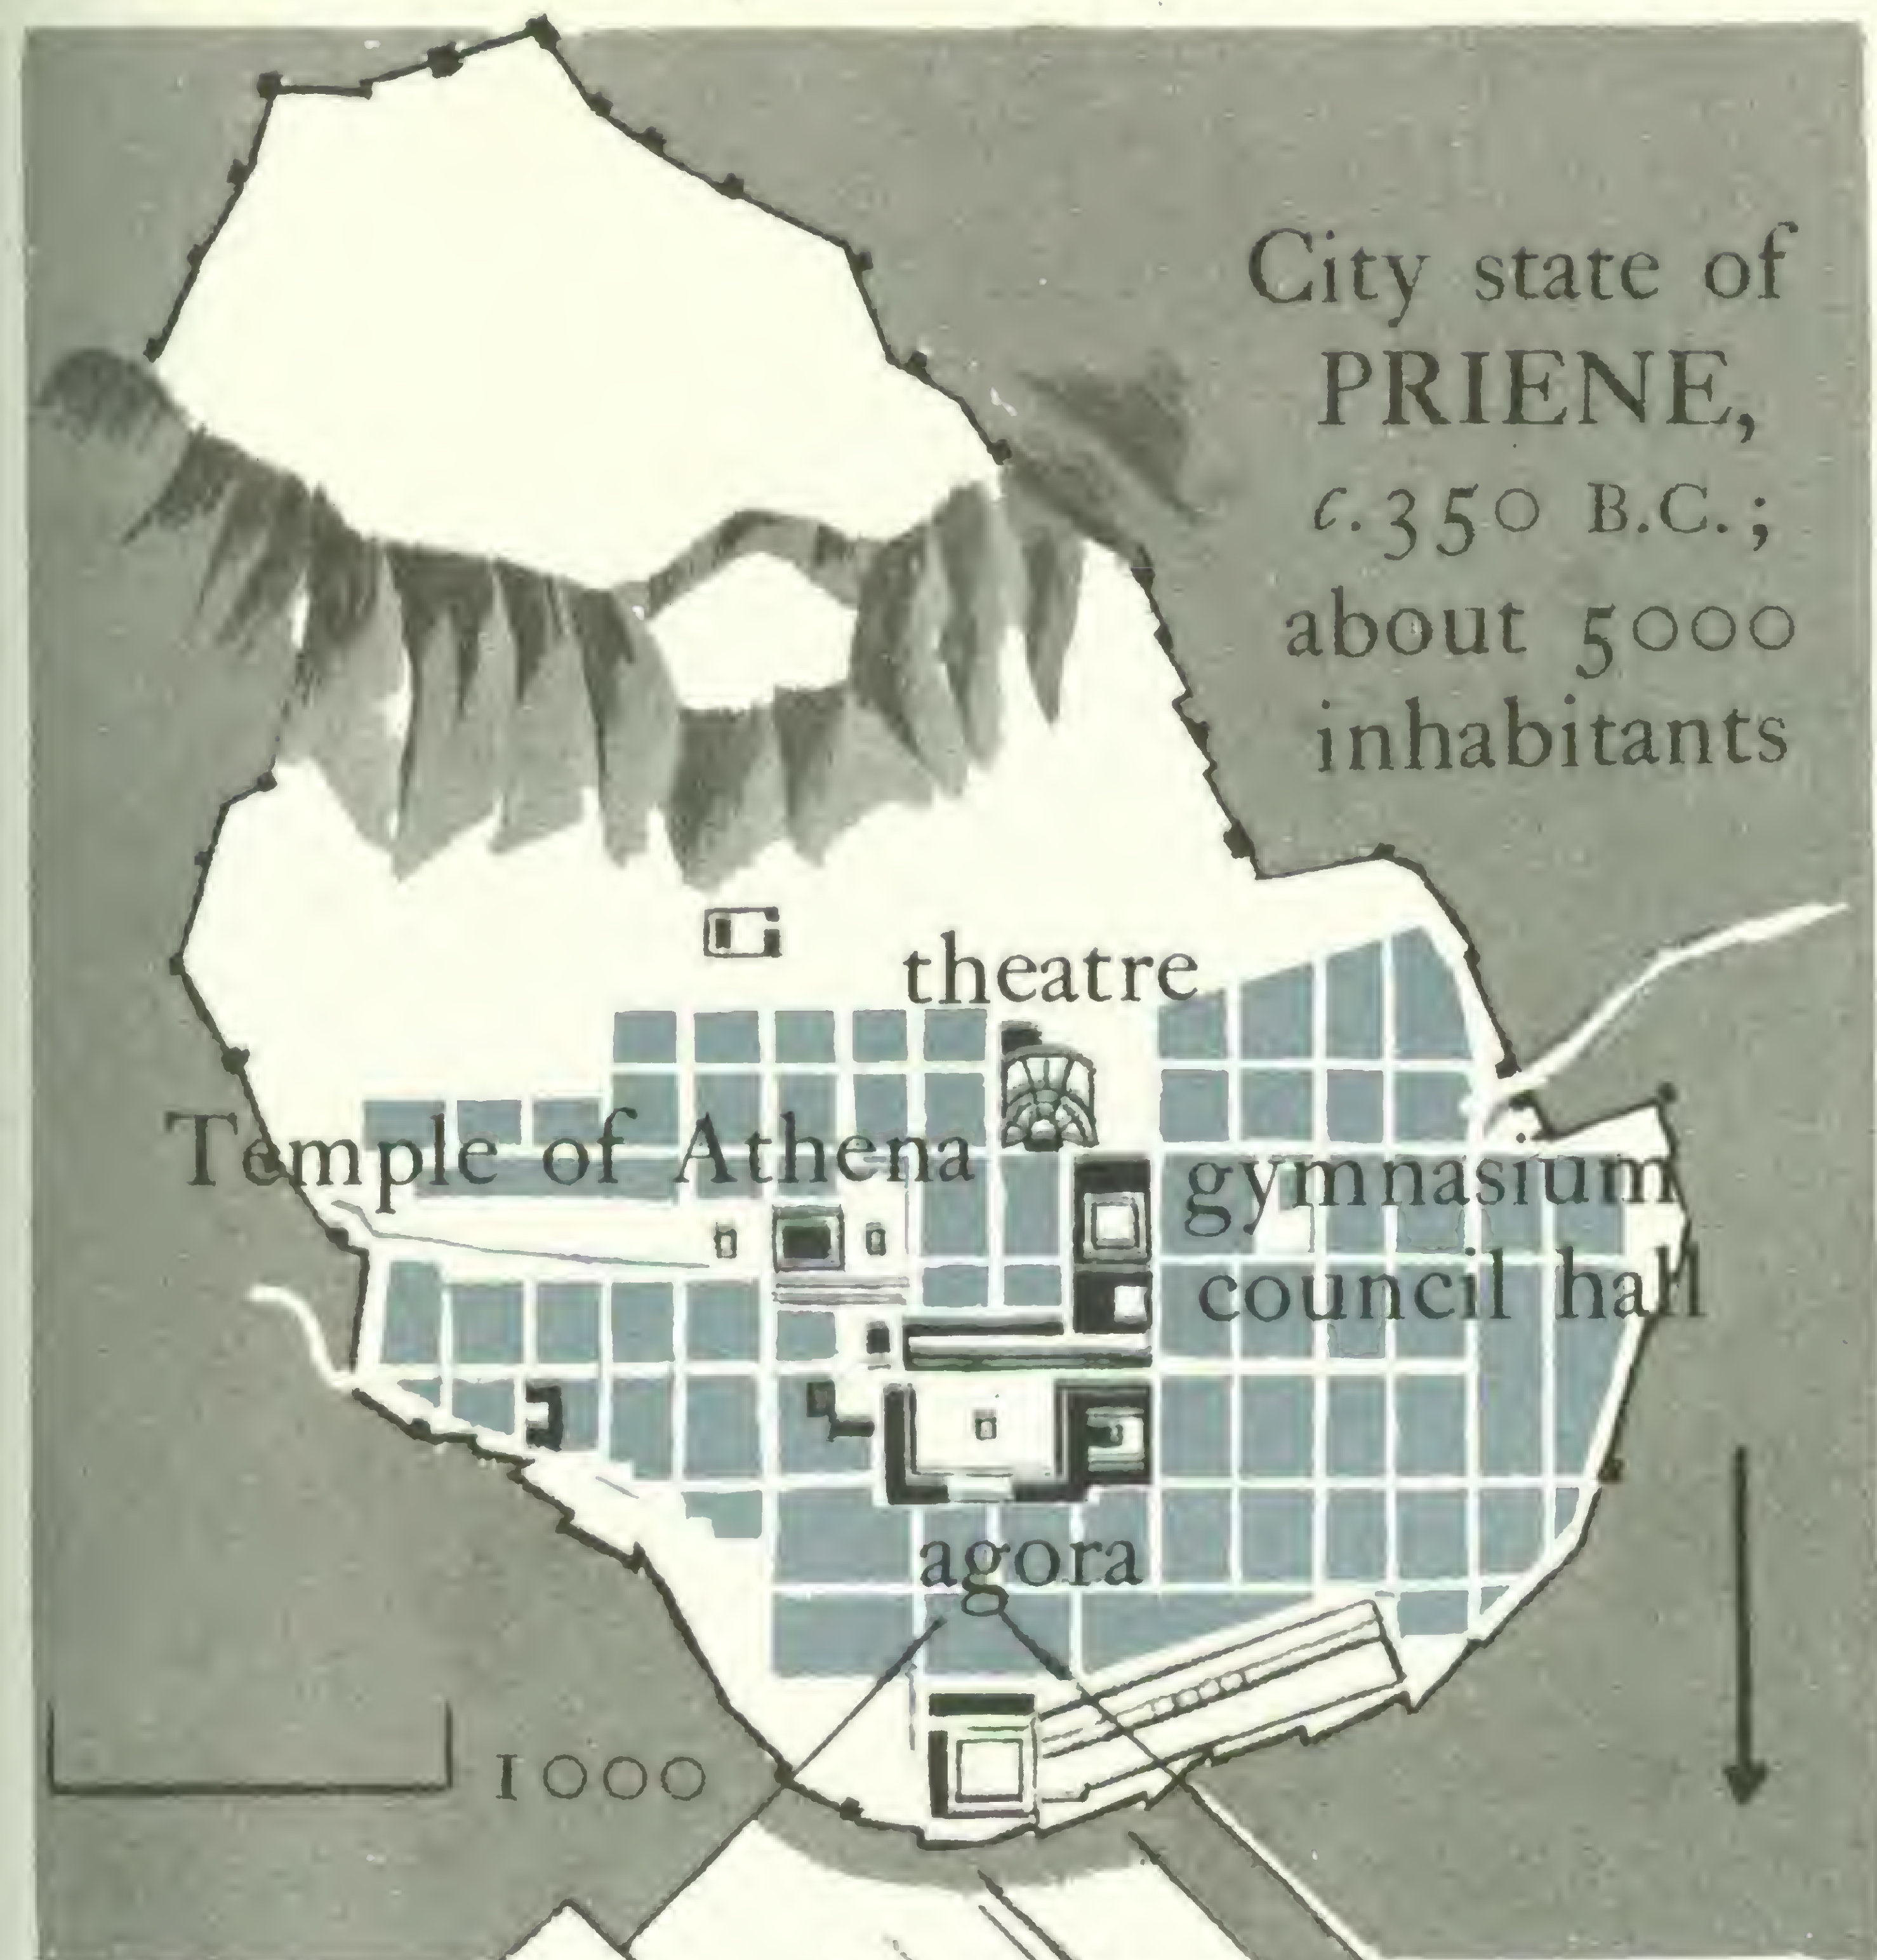 City state of
PRIENE,
c. 350 B.C.;
about 5000
inhabitants
theatre
Temple of Athena
gymnasium
council hall
agora
1000